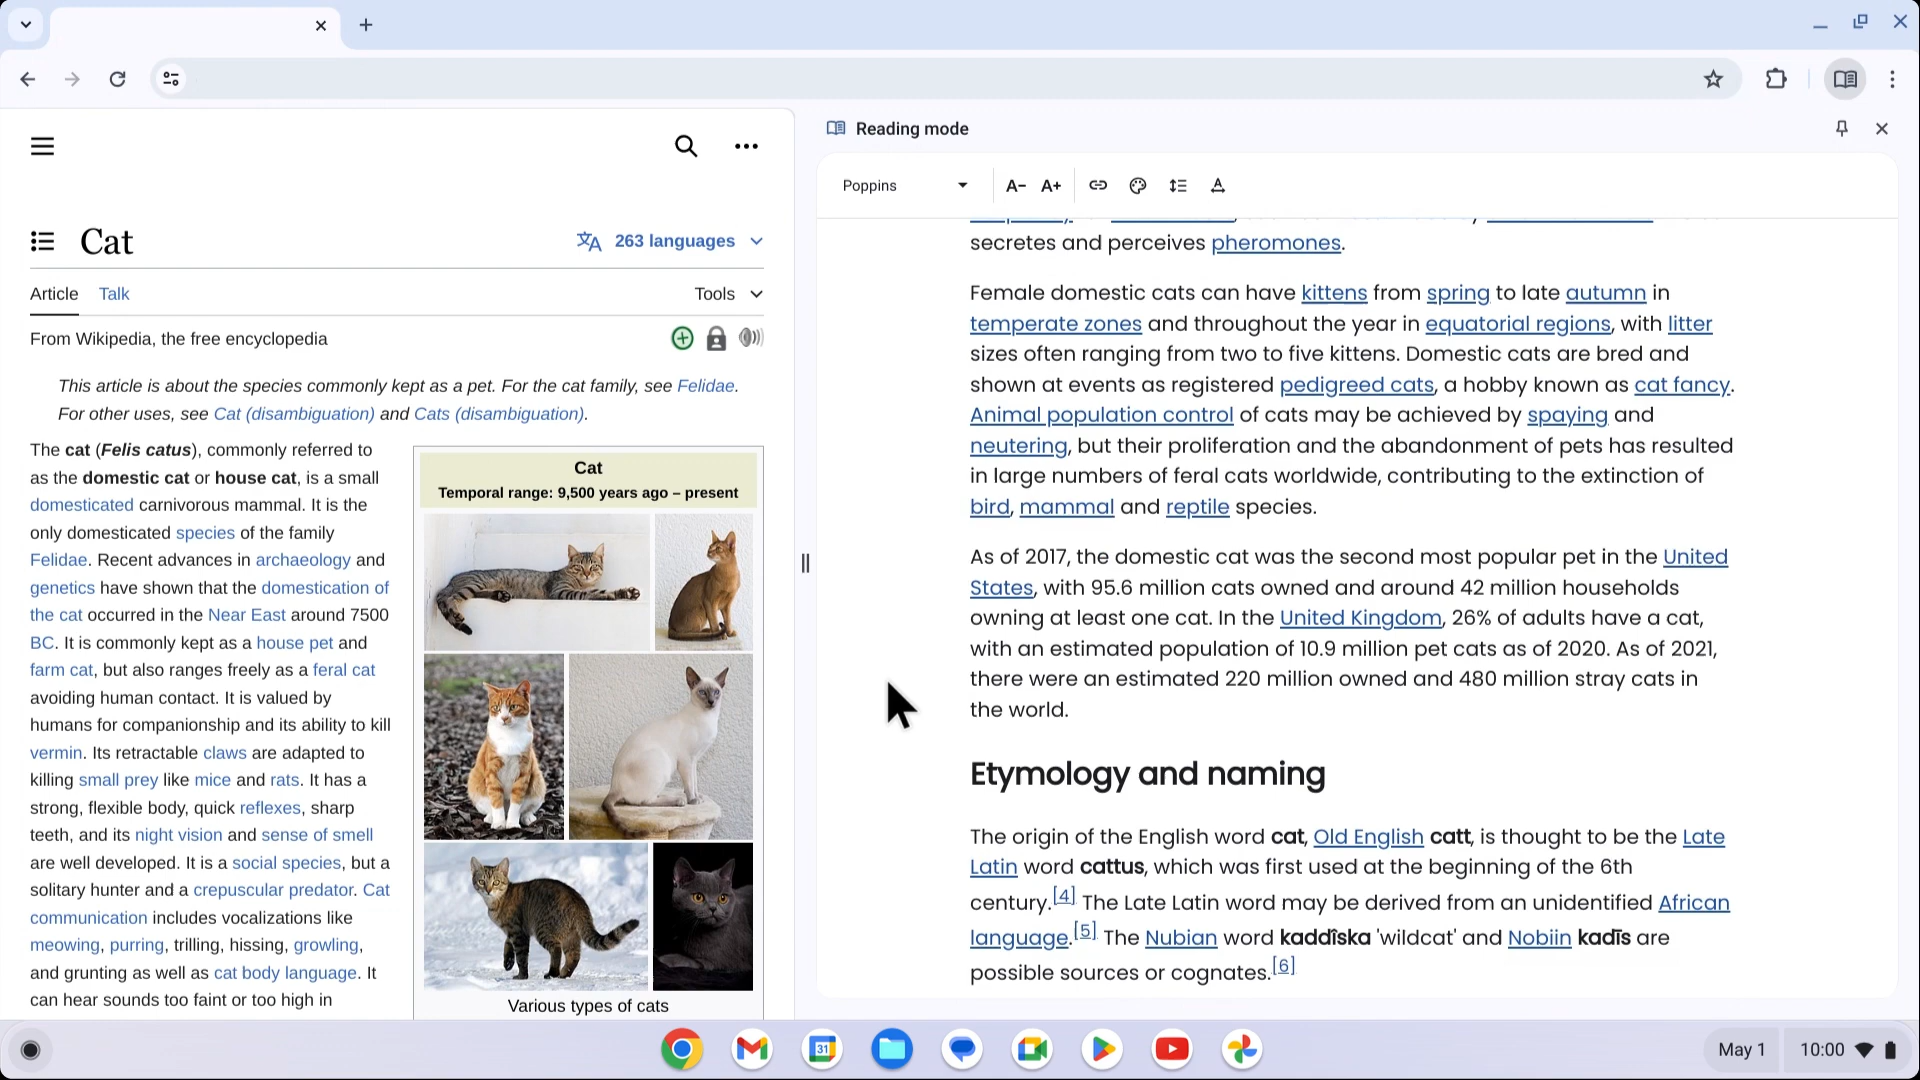 Reading mode
Poppins
A- A+
Cat
263 languages
Article Talk Tools
From Wikipedia, the free encyclopedia
This article is about the species commonly kept as a pet. For the cat family, see Felidae.
For other uses, see Cat (disambiguation) and Cats (disambiguation).
The cat (Felis catus), commonly referred to
as the domestic cat or house cat, is a small
domesticated carnivorous mammal. It is the
only domesticated species of the family
Felidae. Recent advances in archaeology and
genetics have shown that the domestication of
the cat occurred in the Near East around 7500
BC. It is commonly kept as a house pet and
farm cat, but also ranges freely as a feral cat
avoiding human contact. It is valued by
humans for companionship and its ability to kill
vermin. Its retractable claws are adapted to
killing small prey like mice and rats. It has a
strong, flexible body, quick reflexes, sharp
teeth, and its night vision and sense of smell
are well developed. It is a social species, but a
solitary hunter and a crepuscular predator. Cat
communication includes vocalizations like
meowing, purring, trilling, hissing, growling,
and grunting as well as cat body language. It
can hear sounds too faint or too high in
Cat
Temporal range: 9,500 years ago – present
Various types of cats
secretes and perceives pheromones.
Female domestic cats can have kittens from spring to late autumn in
temperate zones and throughout the year in equatorial regions, with litter
sizes often ranging from two to five kittens. Domestic cats are bred and
shown at events as registered pedigreed cats, a hobby known as cat fancy.
Animal population control of cats may be achieved by spaying and
neutering, but their proliferation and the abandonment of pets has resulted
in large numbers of feral cats worldwide, contributing to the extinction of
bird, mammal and reptile species.
As of 2017, the domestic cat was the second most popular pet in the United
States, with 95.6 million cats owned and around 42 million households
owning at least one cat. In the United Kingdom, 26% of adults have a cat,
with an estimated population of 10.9 million pet cats as of 2020. As of 2021,
there were an estimated 220 million owned and 480 million stray cats in
the world.
Etymology and naming
The origin of the English word cat, Old English catt, is thought to be the Late
Latin word cattus, which was first used at the beginning of the 6th
century.[4] The Late Latin word may be derived from an unidentified African
language.[5] The Nubian word kaddîska 'wildcat' and Nobiin kadīs are
possible sources or cognates.[6]
31
May 1 10:00